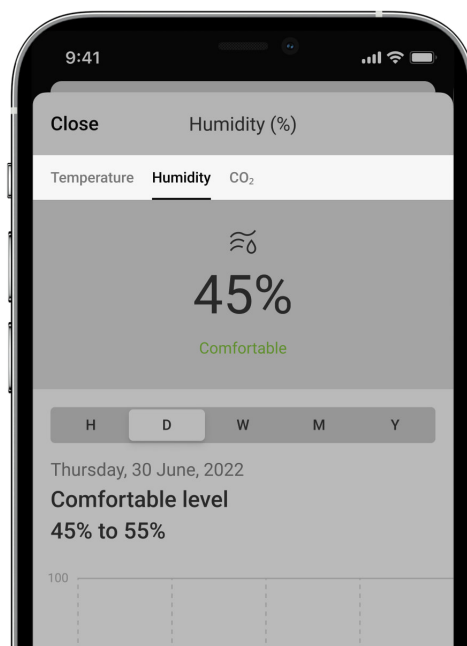 9:41
Close Humidity (%)
Temperature Humidity CO₂
45%
Comfortable
H D W M Y
Thursday, 30 June, 2022
Comfortable level
45% to 55%
100